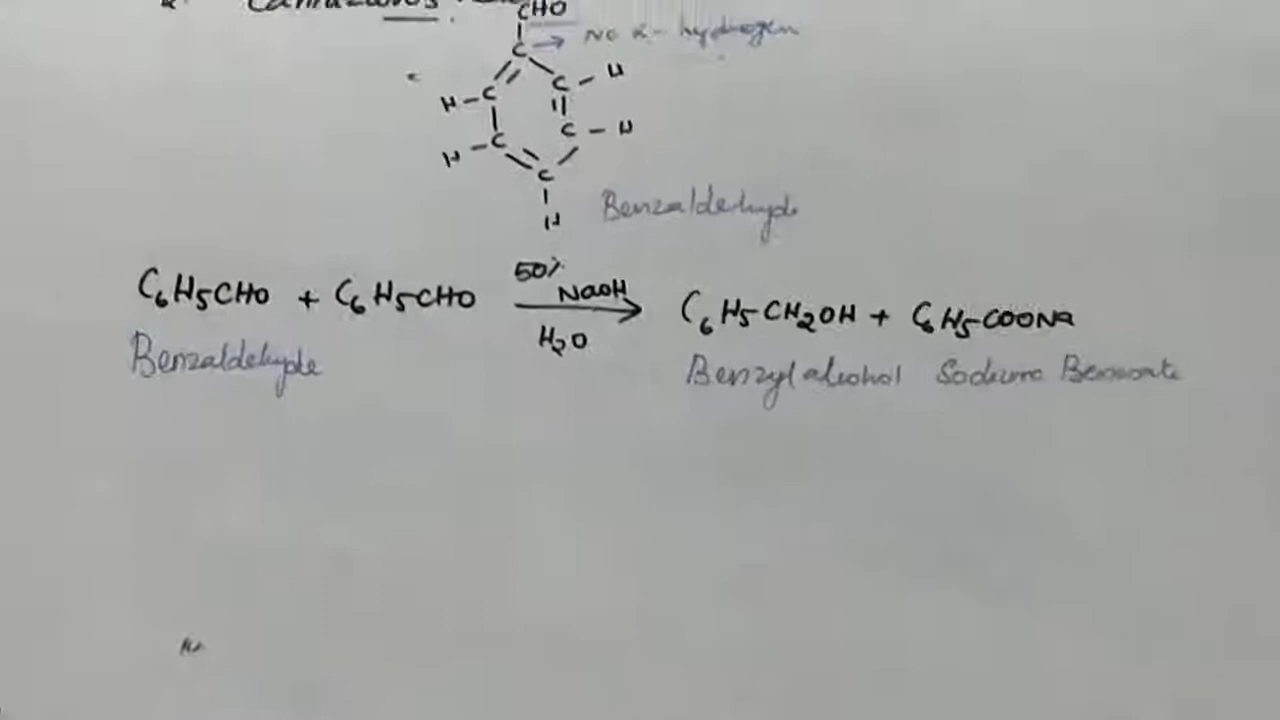 CHO
C → No α- hydrogen
C C - H
H - C
C - H
H - C
C
H Benzaldehyde
50%
C6H5CHO + C6H5CHO NaOH → C6H5-CH2OH + C6H5-COONa
H2O
Benzaldehyde Benzyl alcohol Sodium Benzoate